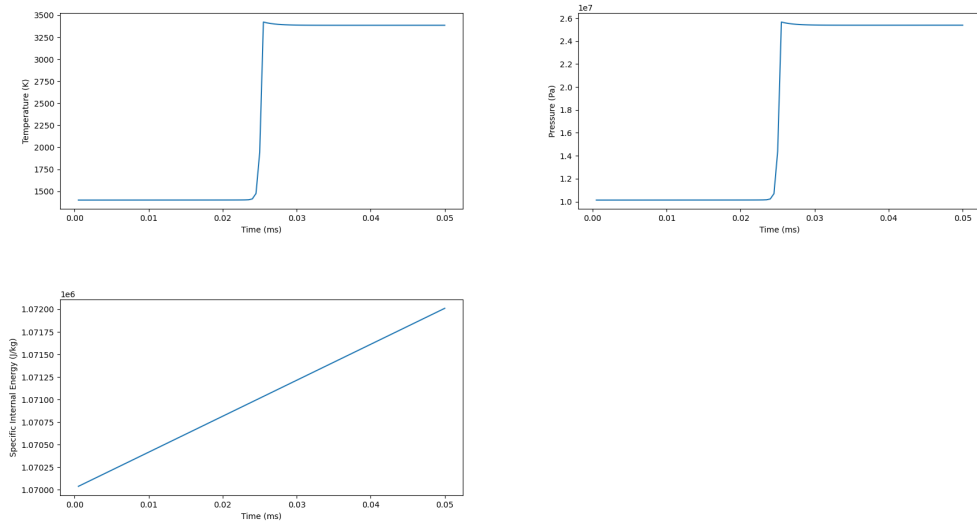 3500
3250
3000
2750
2500
2250
2000
1750
1500
Temperature (K)
0.00 0.01 0.02 0.03 0.04 0.05
Time (ms)
1e7
2.6
2.4
2.2
2.0
1.8
1.6
1.4
1.2
1.0
Pressure (Pa)
0.00 0.01 0.02 0.03 0.04 0.05
Time (ms)
1e6
1.07200
1.07175
1.07150
1.07125
1.07100
1.07075
1.07050
1.07025
1.07000
Specific Internal Energy (J/kg)
0.00 0.01 0.02 0.03 0.04 0.05
Time (ms)